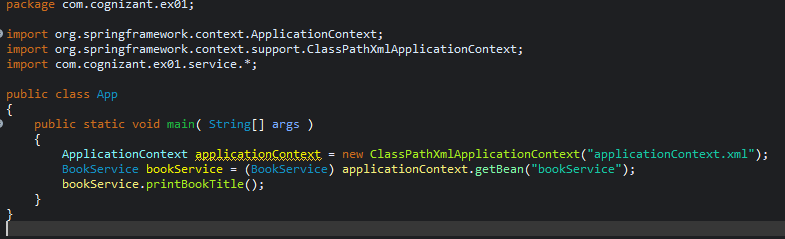 package com.cognizant.ex01;
import org.springframework.context.ApplicationContext;
import org.springframework.context.support.ClassPathXmlApplicationContext;
import com.cognizant.ex01.service.*;
public class App
{
    public static void main( String[] args )
    {
        ApplicationContext applicationContext = new ClassPathXmlApplicationContext("applicationContext.xml");
        BookService bookService = (BookService) applicationContext.getBean("bookService");
        bookService.printBookTitle();
    }
}